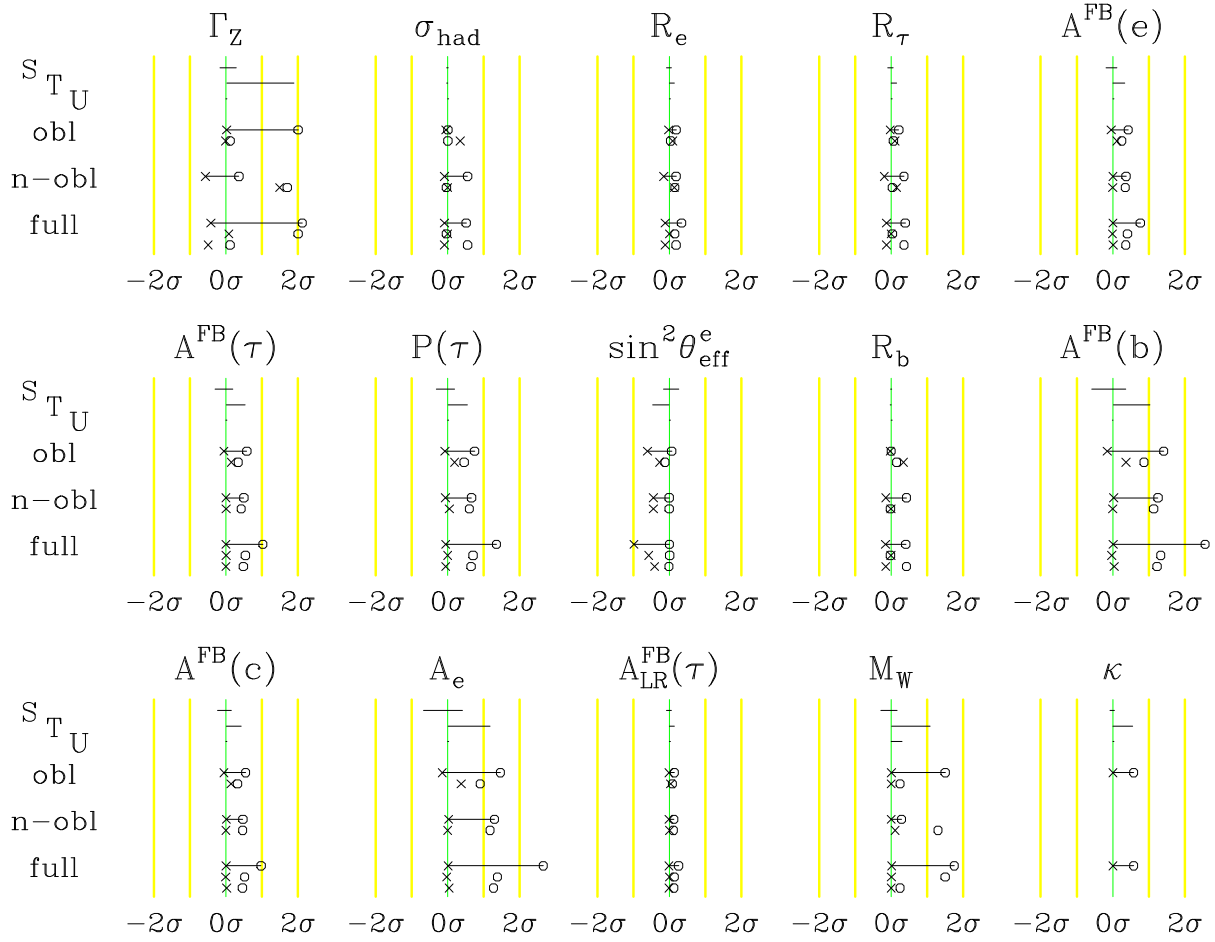 Γ_Z σ_had R_e R_τ A^FB(e)
S T U
obl
n-obl
full
-2σ 0σ 2σ -2σ 0σ 2σ -2σ 0σ 2σ -2σ 0σ 2σ -2σ 0σ 2σ
A^FB(τ) P(τ) sin^2θ^e_eff R_b A^FB(b)
S T U
obl
n-obl
full
-2σ 0σ 2σ -2σ 0σ 2σ -2σ 0σ 2σ -2σ 0σ 2σ -2σ 0σ 2σ
A^FB(c) A_e A^FB_LR(τ) M_W κ
S T U
obl
n-obl
full
-2σ 0σ 2σ -2σ 0σ 2σ -2σ 0σ 2σ -2σ 0σ 2σ -2σ 0σ 2σ